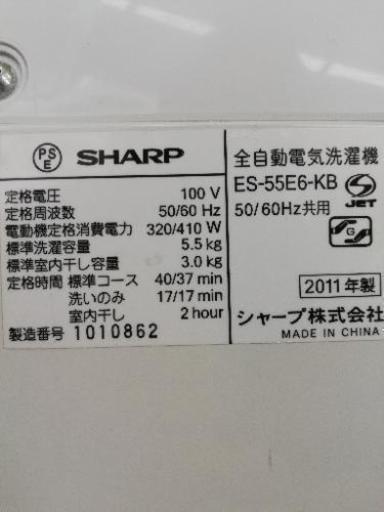 PS
E
SHARP
定格電圧 100 V
定格周波数 50/60 Hz
電動機定格消費電力 320/410 W
標準洗濯容量 5.5 kg
標準室内干し容量 3.0 kg
定格時間 標準コース 40/37 min
洗いのみ 17/17 min
室内干し 2 hour
製造番号 1010862
全自動電気洗濯機
ES-55E6-KB
JET
50/60Hz共用
G
2011年製
シャープ株式会社
MADE IN CHINA